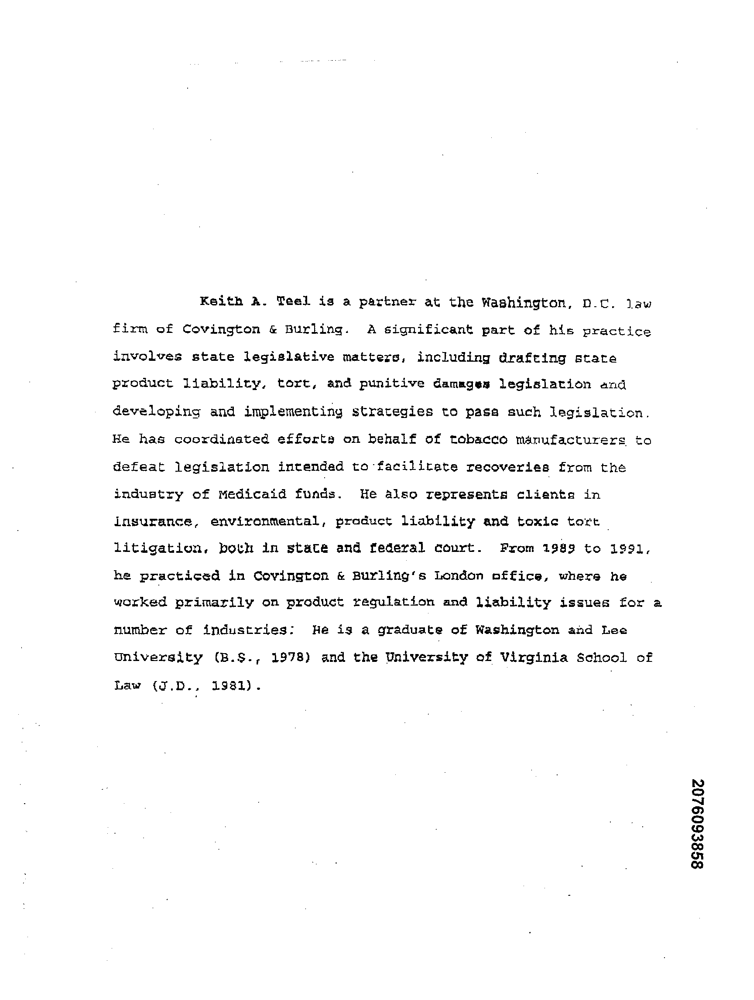 Keith A. Teel is a partner at the Washington, D.C. law
firm of Covington & Burling. A significant part of his practice
involves state legislative matters, including drafting state
product liability, tort, and punitive damages legislation and
developing and implementing strategies to pass such legislation.
He has coordinated efforts on behalf of tobacco manufacturers to
defeat legislation intended to facilitate recoveries from the
industry of Medicaid funds. He also represents clients in
insurance, environmental, product liability and toxic tort
litigation, both in state and federal court. From 1989 to 1991,
he practiced in Covington & Burling's London office, where he
worked primarily on product regulation and liability issues for a
number of industries. He is a graduate of Washington and Lee
University (B.S., 1978) and the University of Virginia School of
Law (J.D., 1981).
2076093858